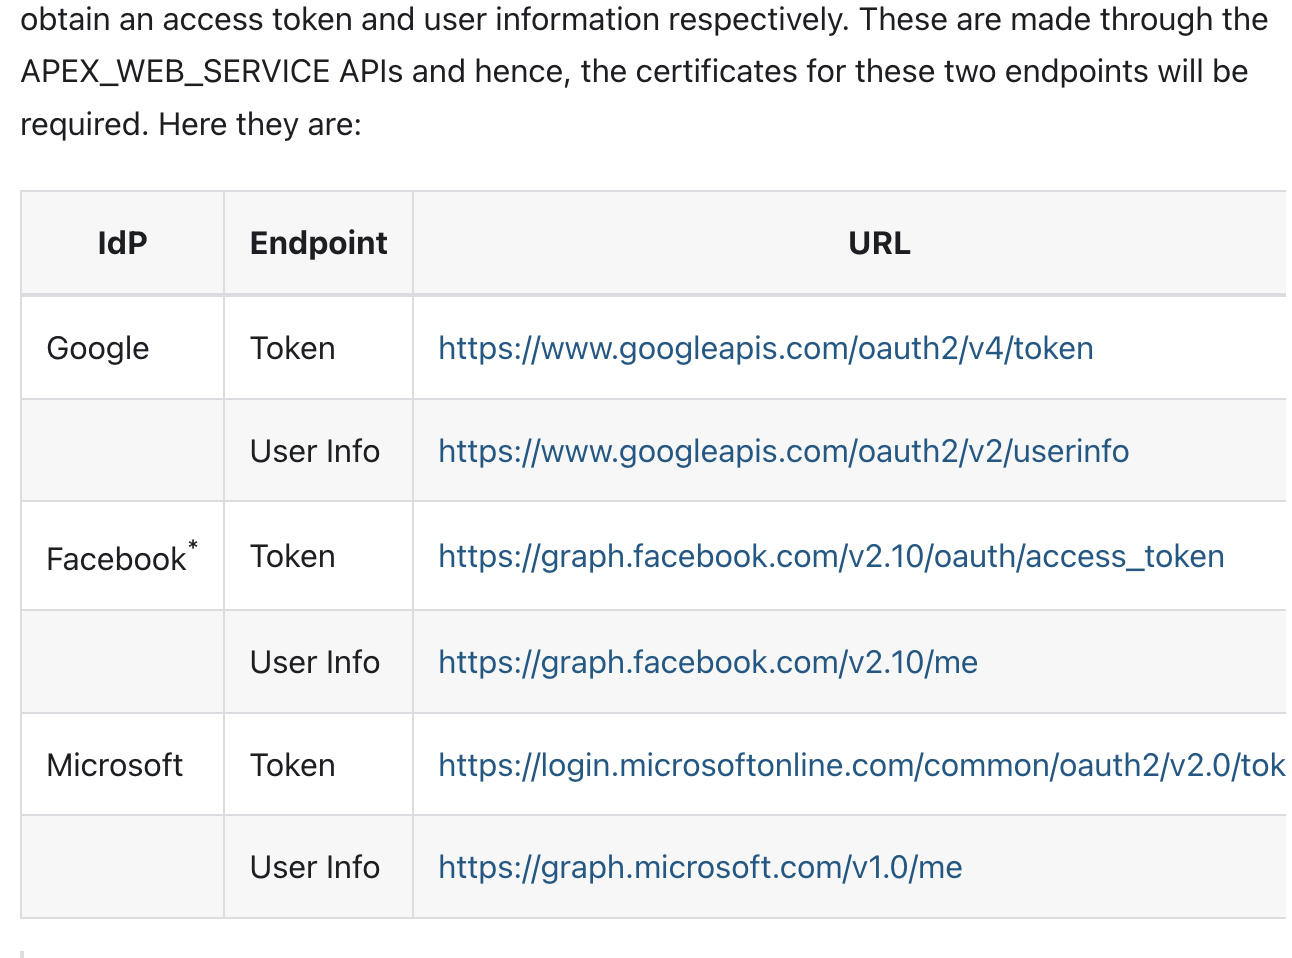 obtain an access token and user information respectively. These are made through the
APEX_WEB_SERVICE APIs and hence, the certificates for these two endpoints will be
required. Here they are:
IdP Endpoint URL
Google Token https://www.googleapis.com/oauth2/v4/token
User Info https://www.googleapis.com/oauth2/v2/userinfo
Facebook* Token https://graph.facebook.com/v2.10/oauth/access_token
User Info https://graph.facebook.com/v2.10/me
Microsoft Token https://login.microsoftonline.com/common/oauth2/v2.0/tok
User Info https://graph.microsoft.com/v1.0/me